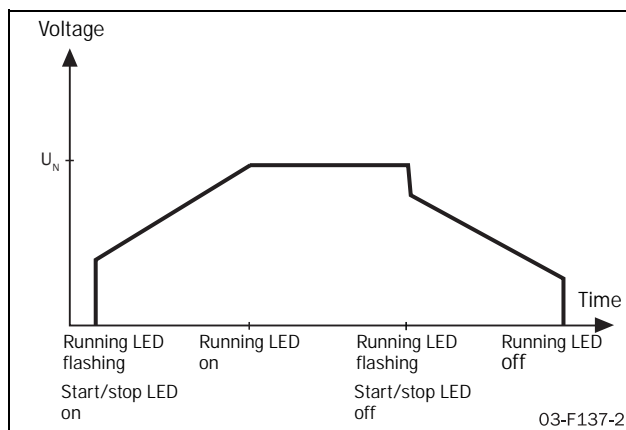 Voltage
U_N
Time
Running LED
flashing
Start/stop LED
on
Running LED
on
Running LED
flashing
Start/stop LED
off
Running LED
off
03-F137-2